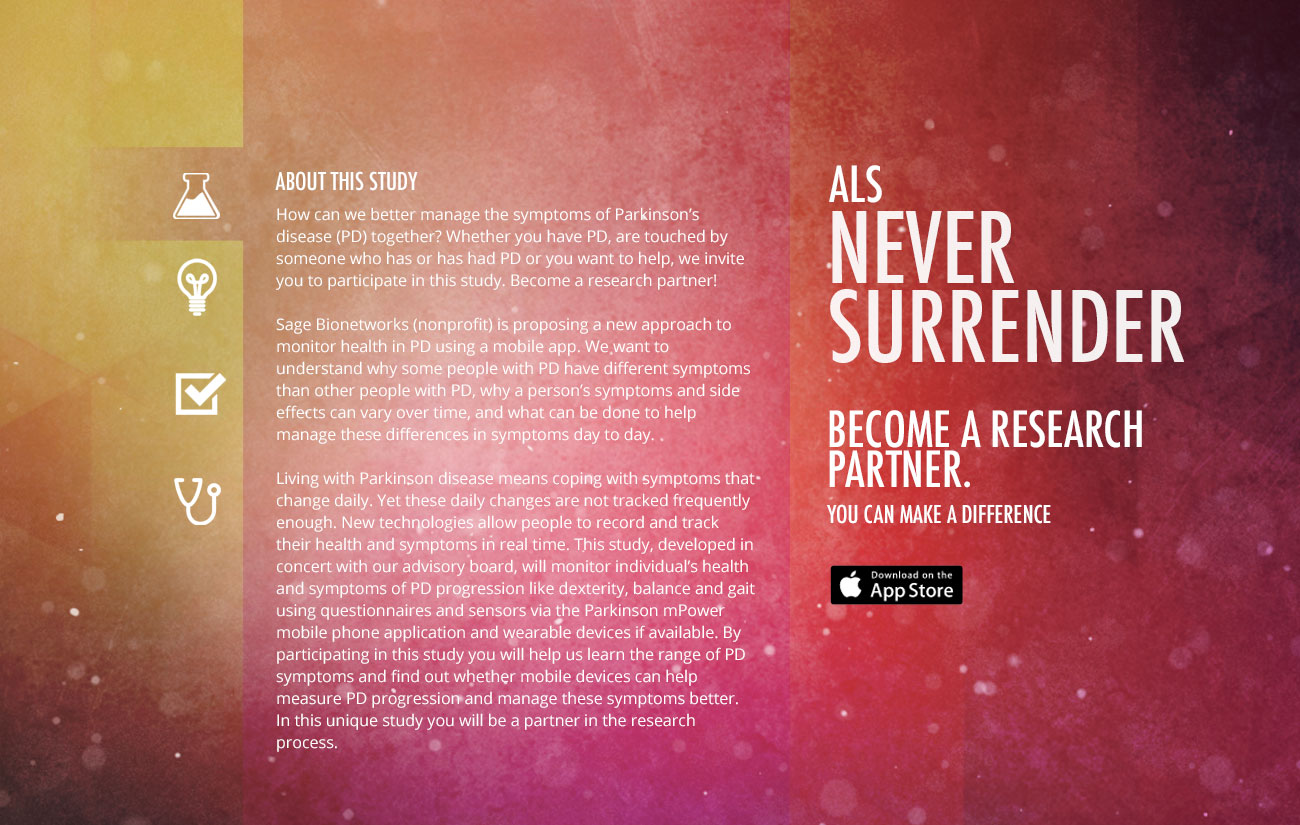 ABOUT THIS STUDY
How can we better manage the symptoms of Parkinson's
disease (PD) together? Whether you have PD, are touched by
someone who has or has had PD or you want to help, we invite
you to participate in this study. Become a research partner!
Sage Bionetworks (nonprofit) is proposing a new approach to
monitor health in PD using a mobile app. We want to
understand why some people with PD have different symptoms
than other people with PD, why a person's symptoms and side
effects can vary over time, and what can be done to help
manage these differences in symptoms day to day.
Living with Parkinson disease means coping with symptoms that
change daily. Yet these daily changes are not tracked frequently
enough. New technologies allow people to record and track
their health and symptoms in real time. This study, developed in
concert with our advisory board, will monitor individual's health
and symptoms of PD progression like dexterity, balance and gait
using questionnaires and sensors via the Parkinson mPower
mobile phone application and wearable devices if available. By
participating in this study you will help us learn the range of PD
symptoms and find out whether mobile devices can help
measure PD progression and manage these symptoms better.
In this unique study you will be a partner in the research
process.
ALS
NEVER
SURRENDER
BECOME A RESEARCH
PARTNER.
YOU CAN MAKE A DIFFERENCE
Download on the
App Store